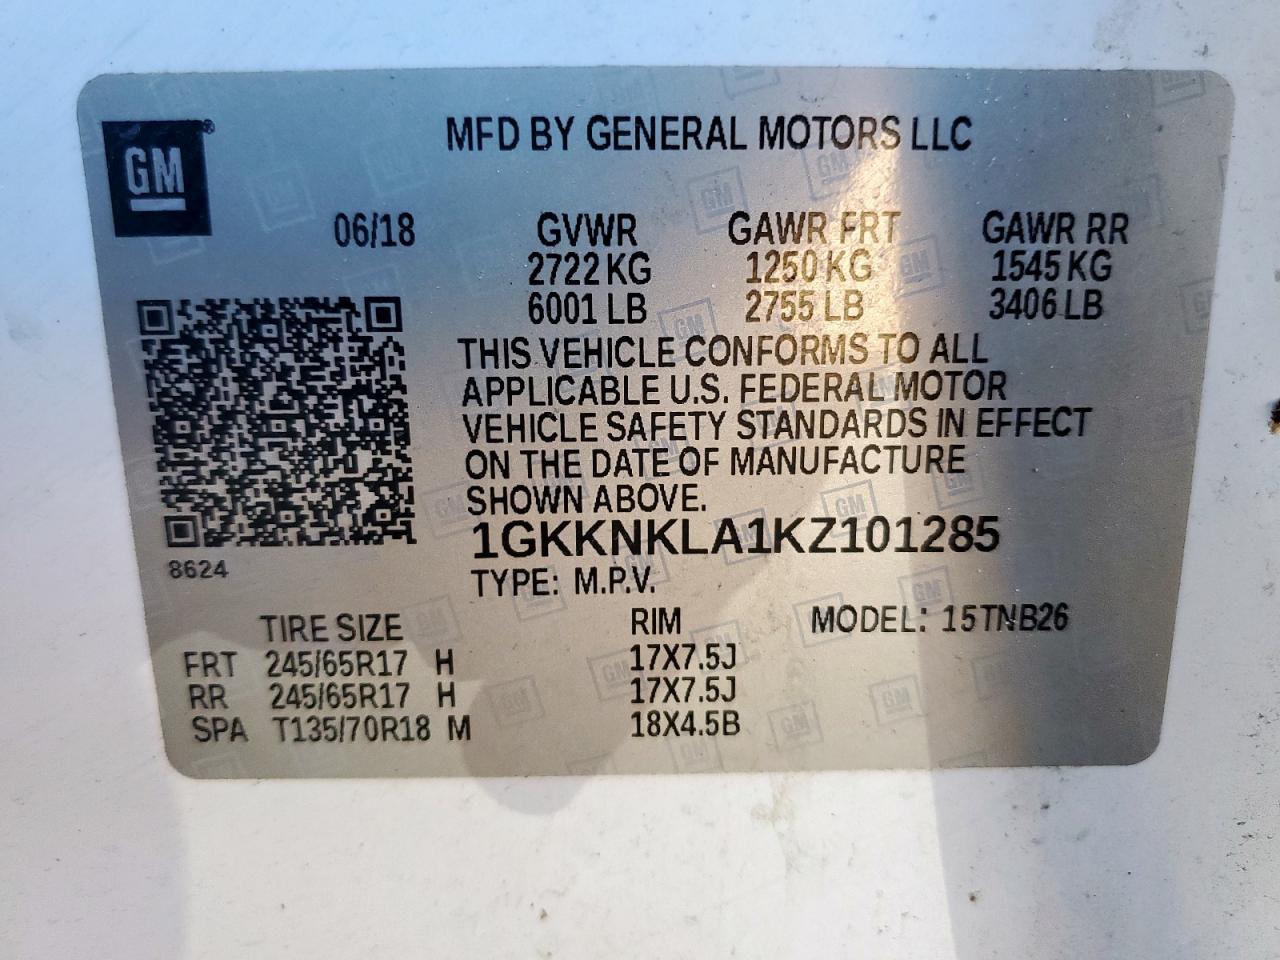 GM
MFD BY GENERAL MOTORS LLC
06/18 GVWR GAWR FRT GAWR RR
2722 KG 1250 KG 1545 KG
6001 LB 2755 LB 3406 LB
THIS VEHICLE CONFORMS TO ALL
APPLICABLE U.S. FEDERAL MOTOR
VEHICLE SAFETY STANDARDS IN EFFECT
ON THE DATE OF MANUFACTURE
SHOWN ABOVE.
1GKKNKLA1KZ101285
8624
TYPE: M.P.V.
TIRE SIZE RIM MODEL: 15TNB26
FRT 245/65R17 H 17X7.5J
RR 245/65R17 H 17X7.5J
SPA T135/70R18 M 18X4.5B